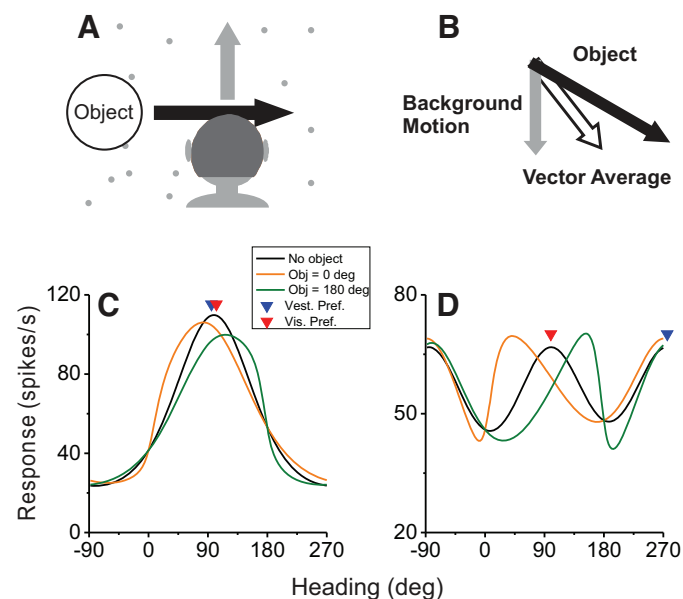 A
Object
B
Object
Background
Motion
Vector Average
No object
Obj = 0 deg
Obj = 180 deg
Vest. Pref.
Vis. Pref.
C
D
Response (spikes/s)
120
80
40
0
-90 0 90 180 270
80
50
20
-90 0 90 180 270
Heading (deg)